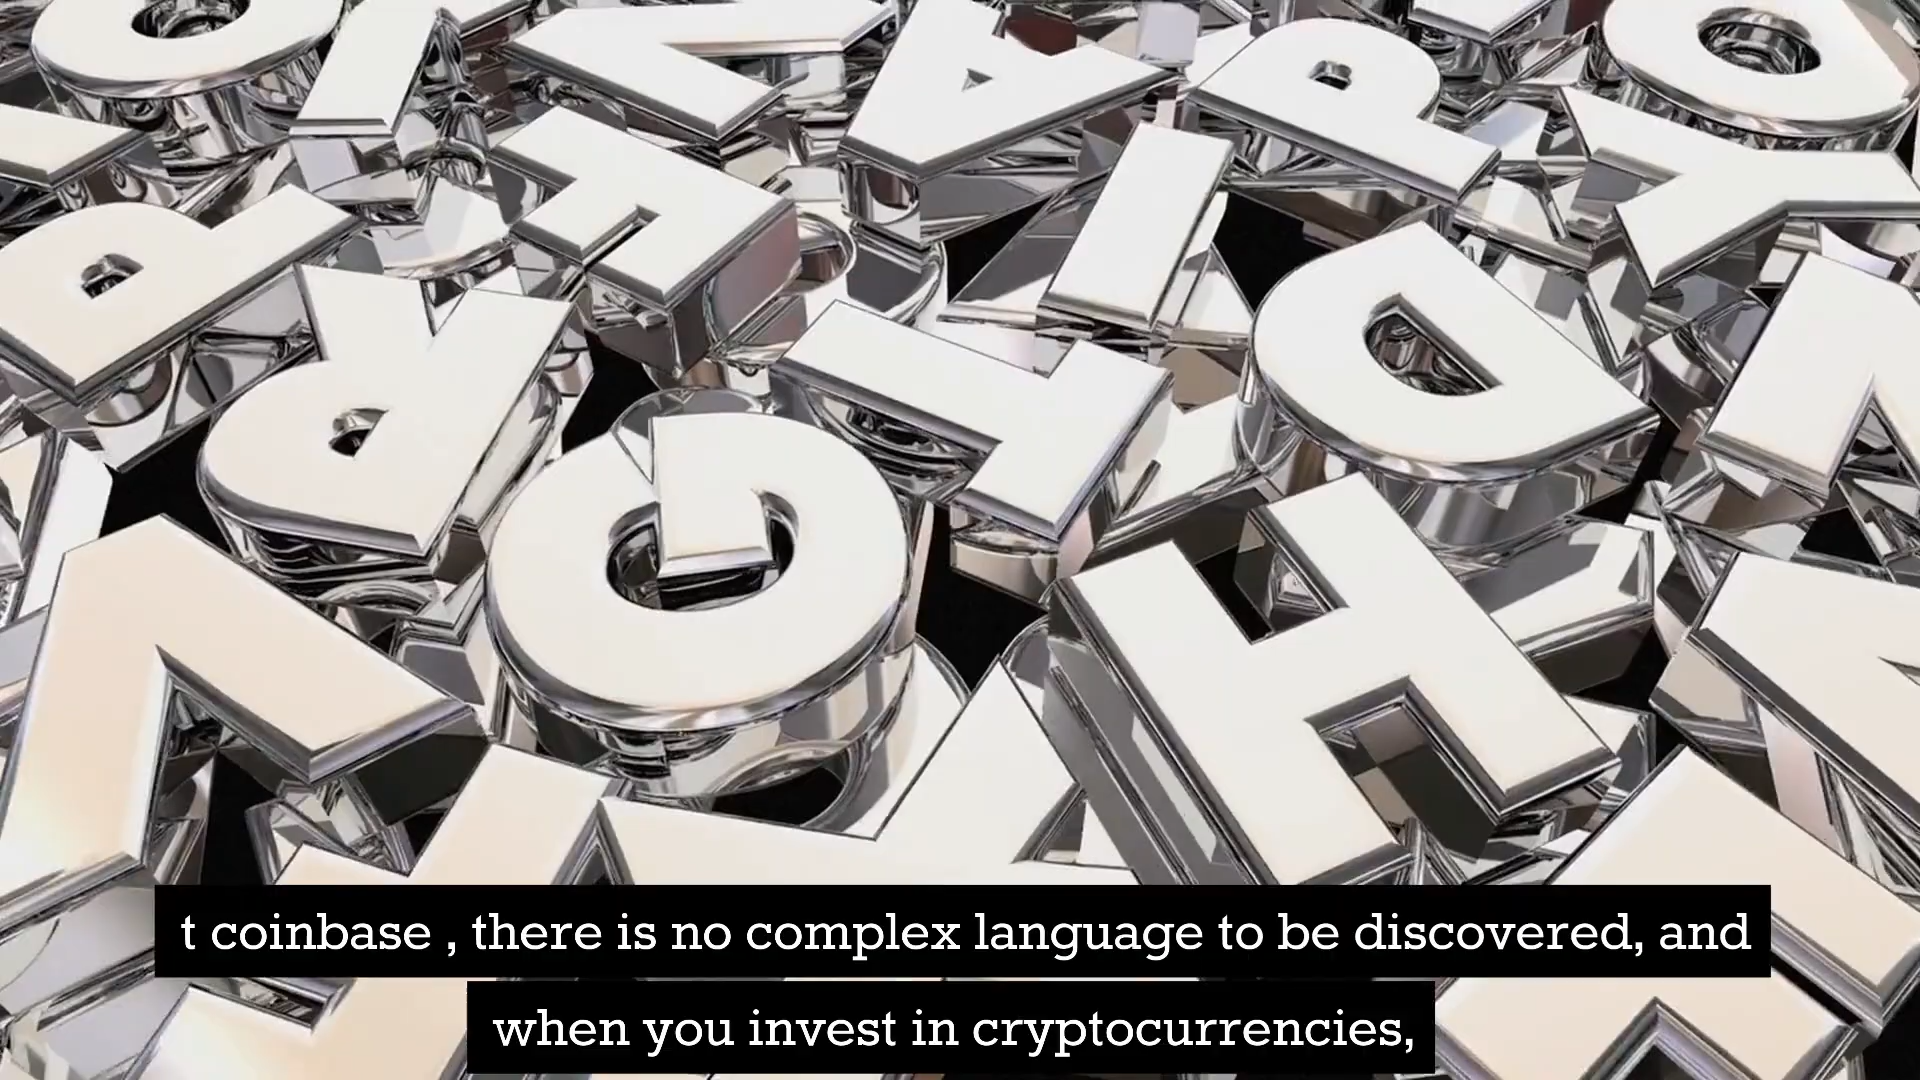 t coinbase , there is no complex language to be discovered, and
when you invest in cryptocurrencies,